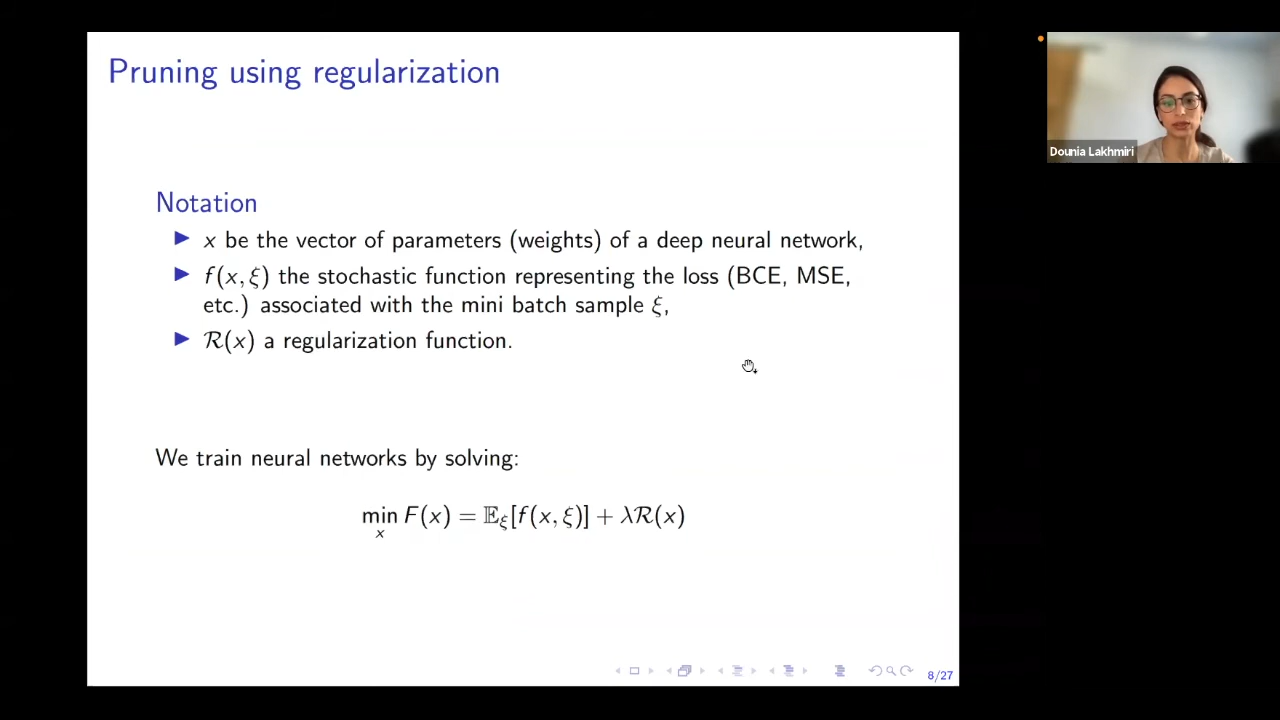 Pruning using regularization
Dounia Lakhmiri
Notation
▶ x be the vector of parameters (weights) of a deep neural network,
▶ f(x, ξ) the stochastic function representing the loss (BCE, MSE,
etc.) associated with the mini batch sample ξ,
▶ ℛ(x) a regularization function.
We train neural networks by solving:
min F(x) = 𝔼ξ[f(x, ξ)] + λℛ(x)
x
8/27